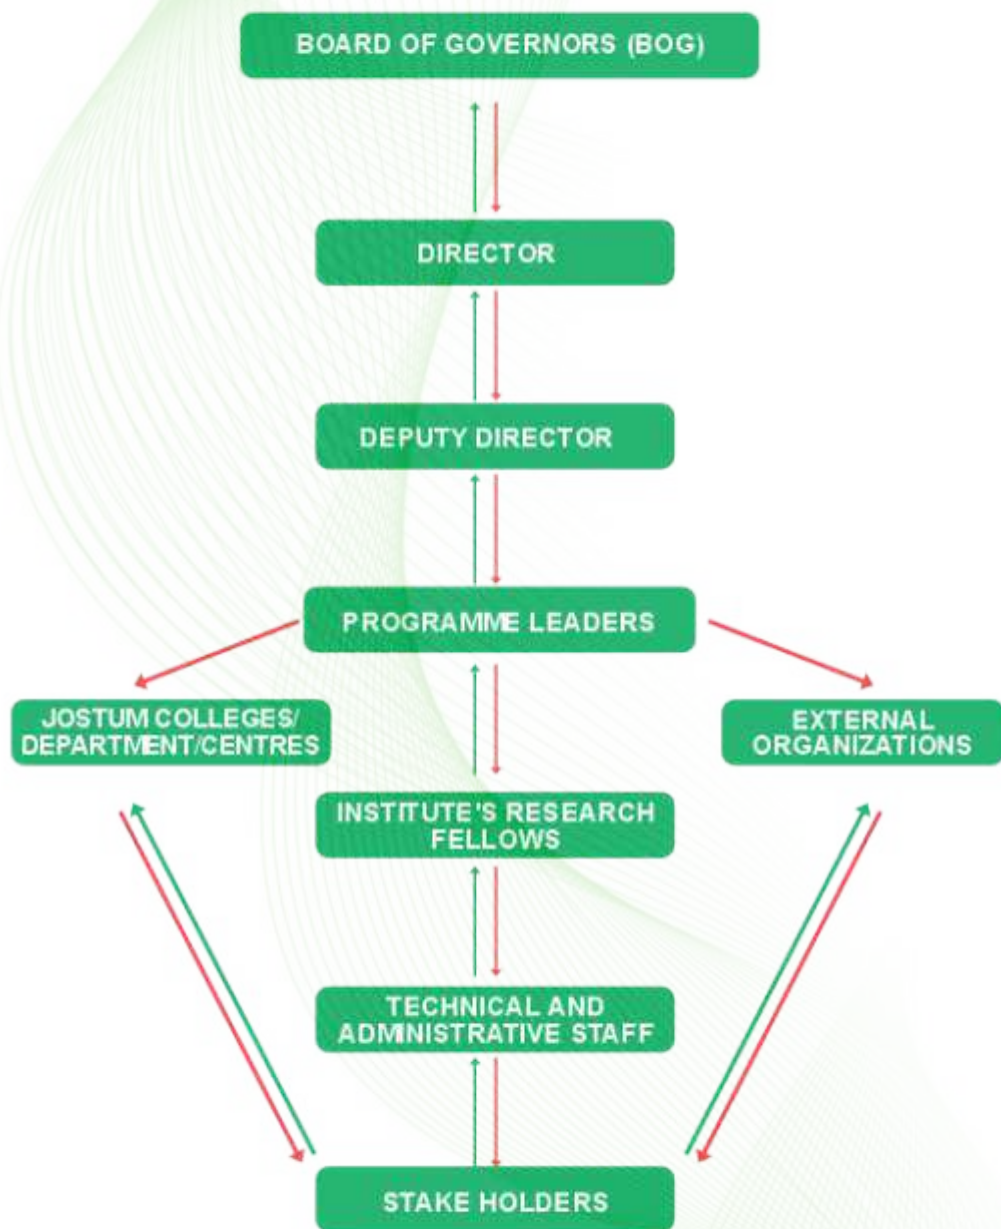 BOARD OF GOVERNORS (BOG)
DIRECTOR
DEPUTY DIRECTOR
PROGRAMME LEADERS
JOSTUM COLLEGES/
DEPARTMENT/CENTRES
EXTERNAL
ORGANIZATIONS
INSTITUTE'S RESEARCH
FELLOWS
TECHNICAL AND
ADMINISTRATIVE STAFF
STAKE HOLDERS